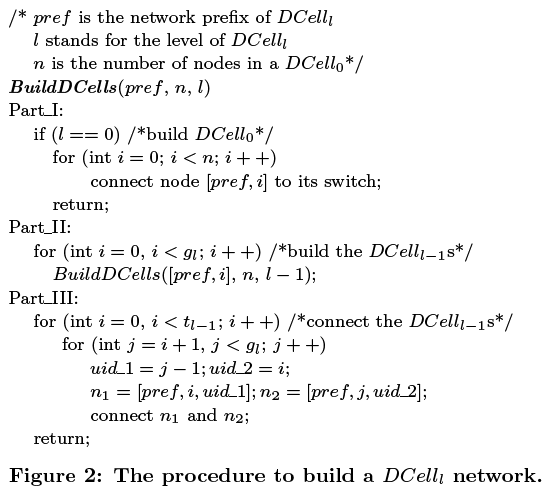 /* pref is the network prefix of DCell_l
l stands for the level of DCell_l
n is the number of nodes in a DCell_0*/
BuildDCells(pref, n, l)
Part_I:
if (l == 0) /*build DCell_0*/
for (int i = 0; i < n; i + +)
connect node [pref, i] to its switch;
return;
Part_II:
for (int i = 0, i < g_l; i + +) /*build the DCell_{l−1}s*/
BuildDCells([pref, i], n, l − 1);
Part_III:
for (int i = 0, i < t_{l−1}; i + +) /*connect the DCell_{l−1}s*/
for (int j = i + 1, j < g_l; j + +)
uid_1 = j − 1; uid_2 = i;
n_1 = [pref, i, uid_1]; n_2 = [pref, j, uid_2];
connect n_1 and n_2;
return;
Figure 2: The procedure to build a DCell_l network.